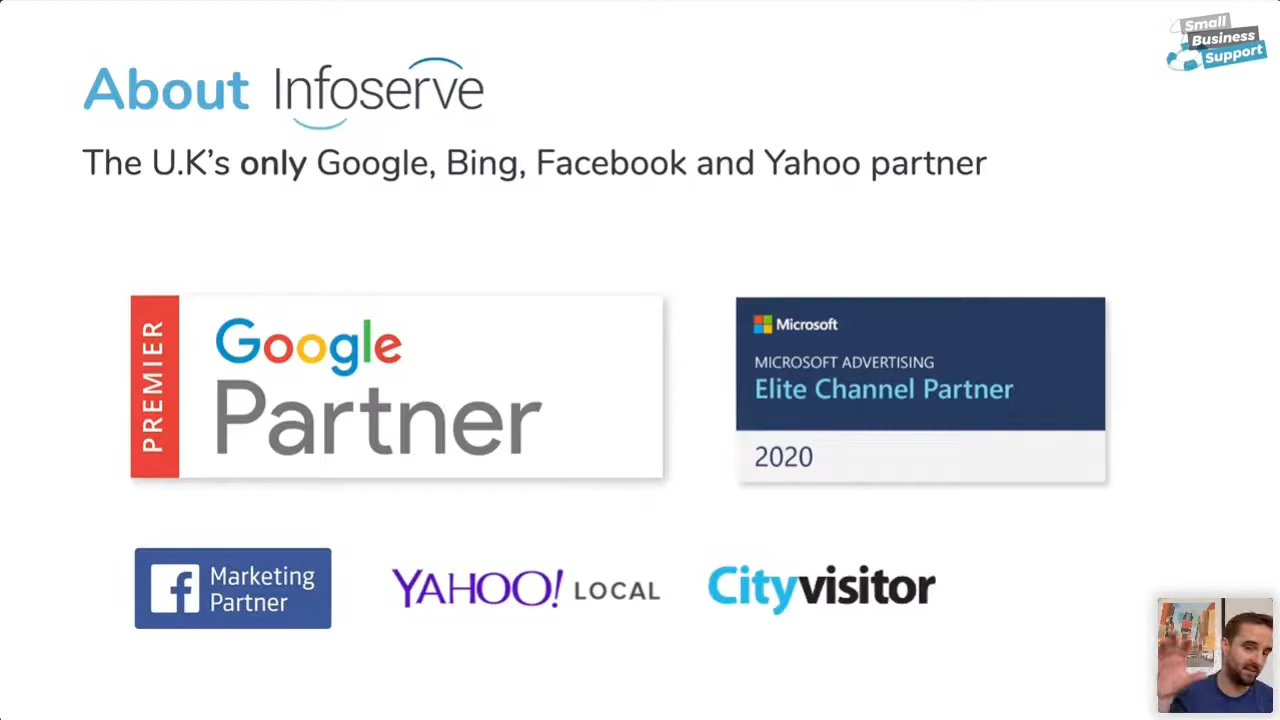 Small
Business
Support
About Infoserve
The U.K's only Google, Bing, Facebook and Yahoo partner
PREMIER
Google
Partner
Microsoft
MICROSOFT ADVERTISING
Elite Channel Partner
2020
f Marketing
Partner
YAHOO! LOCAL
Cityvisitor